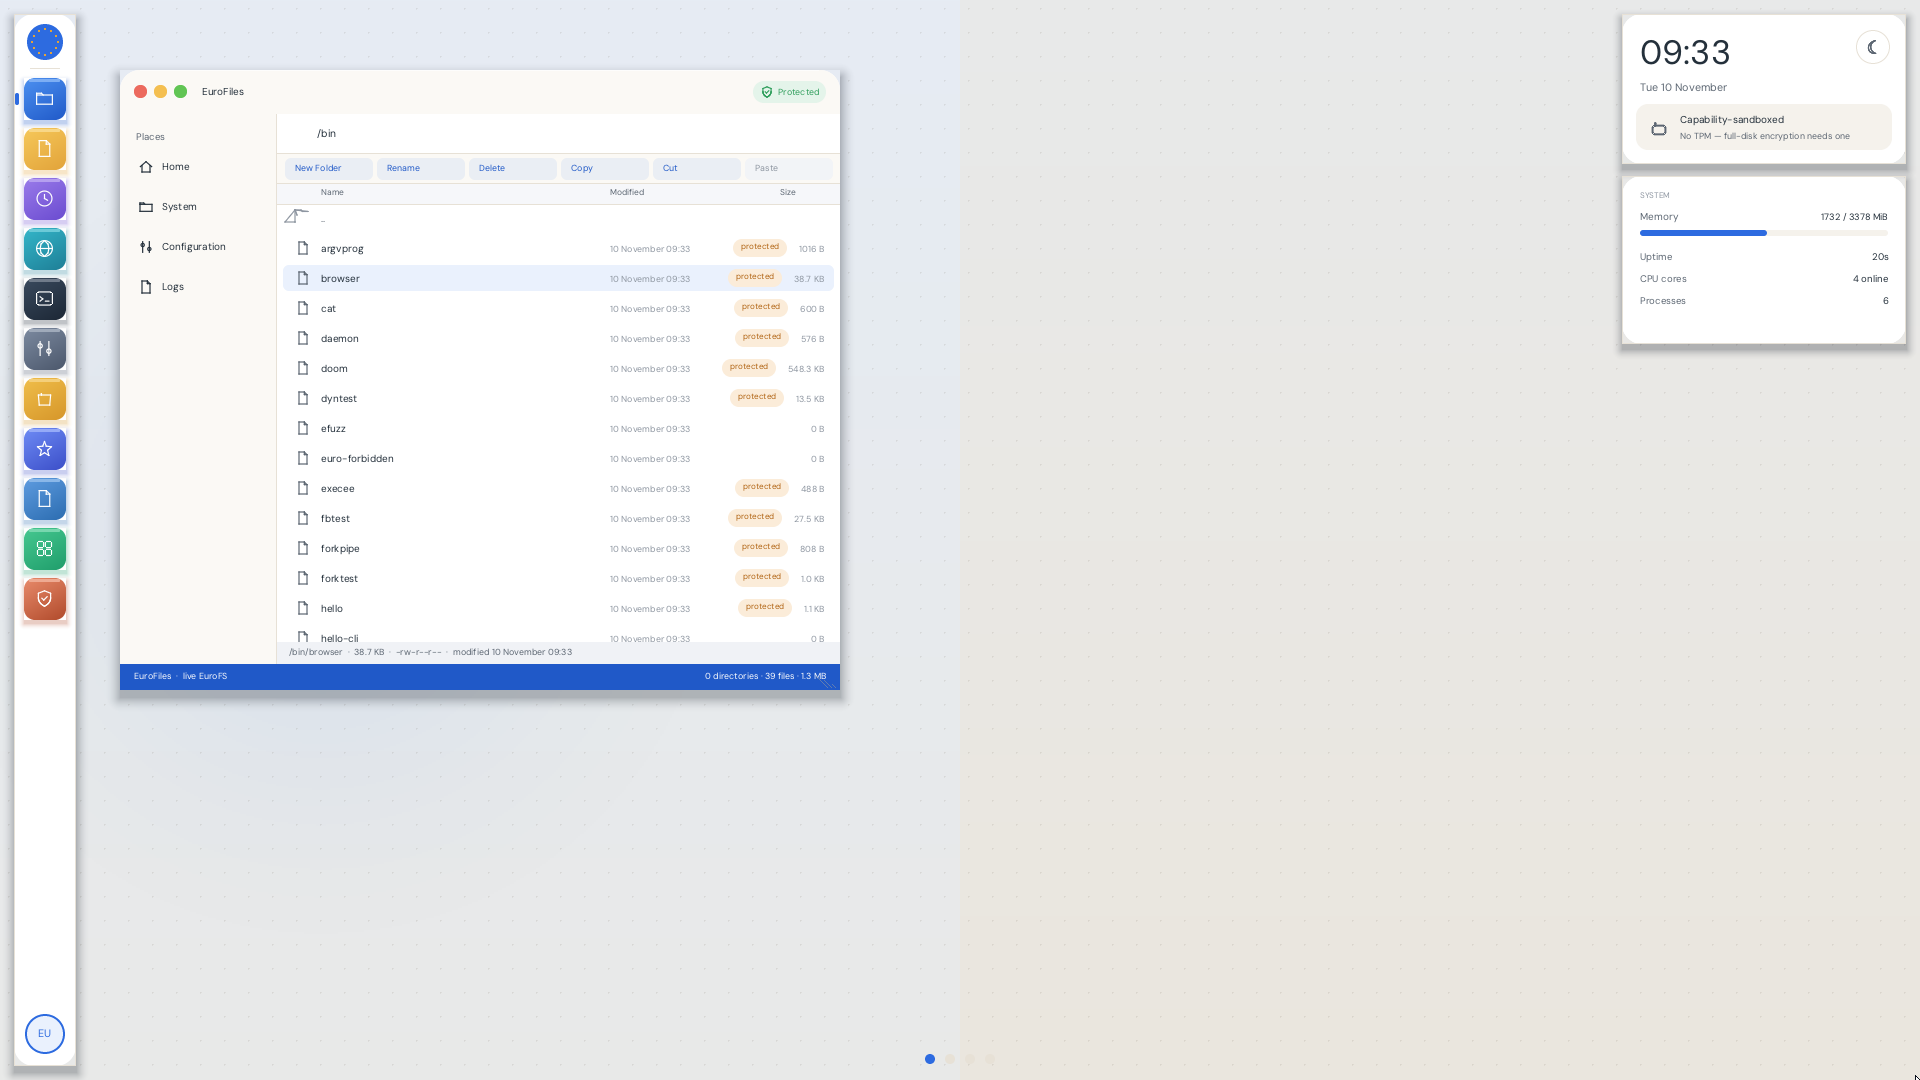 EuroFiles
Protected
Places
Home
System
Configuration
Logs
/bin
New Folder Rename Delete Copy Cut Paste
Name Modified Size
..
argvprog 10 November 09:33 protected 1016 B
browser 10 November 09:33 protected 38.7 KB
cat 10 November 09:33 protected 600 B
daemon 10 November 09:33 protected 576 B
doom 10 November 09:33 protected 548.3 KB
dyntest 10 November 09:33 protected 13.5 KB
efuzz 10 November 09:33 0 B
euro-forbidden 10 November 09:33 0 B
execee 10 November 09:33 protected 488 B
fbtest 10 November 09:33 protected 27.5 KB
forkpipe 10 November 09:33 protected 808 B
forktest 10 November 09:33 protected 1.0 KB
hello 10 November 09:33 protected 1.1 KB
hello-cli 10 November 09:33 0 B
/bin/browser · 38.7 KB · -rw-r--r-- · modified 10 November 09:33
EuroFiles · live EuroFS 0 directories · 39 files · 1.3 MB
09:33
Tue 10 November
Capability-sandboxed
No TPM — full-disk encryption needs one
SYSTEM
Memory 1732 / 3378 MiB
Uptime 20s
CPU cores 4 online
Processes 6
EU